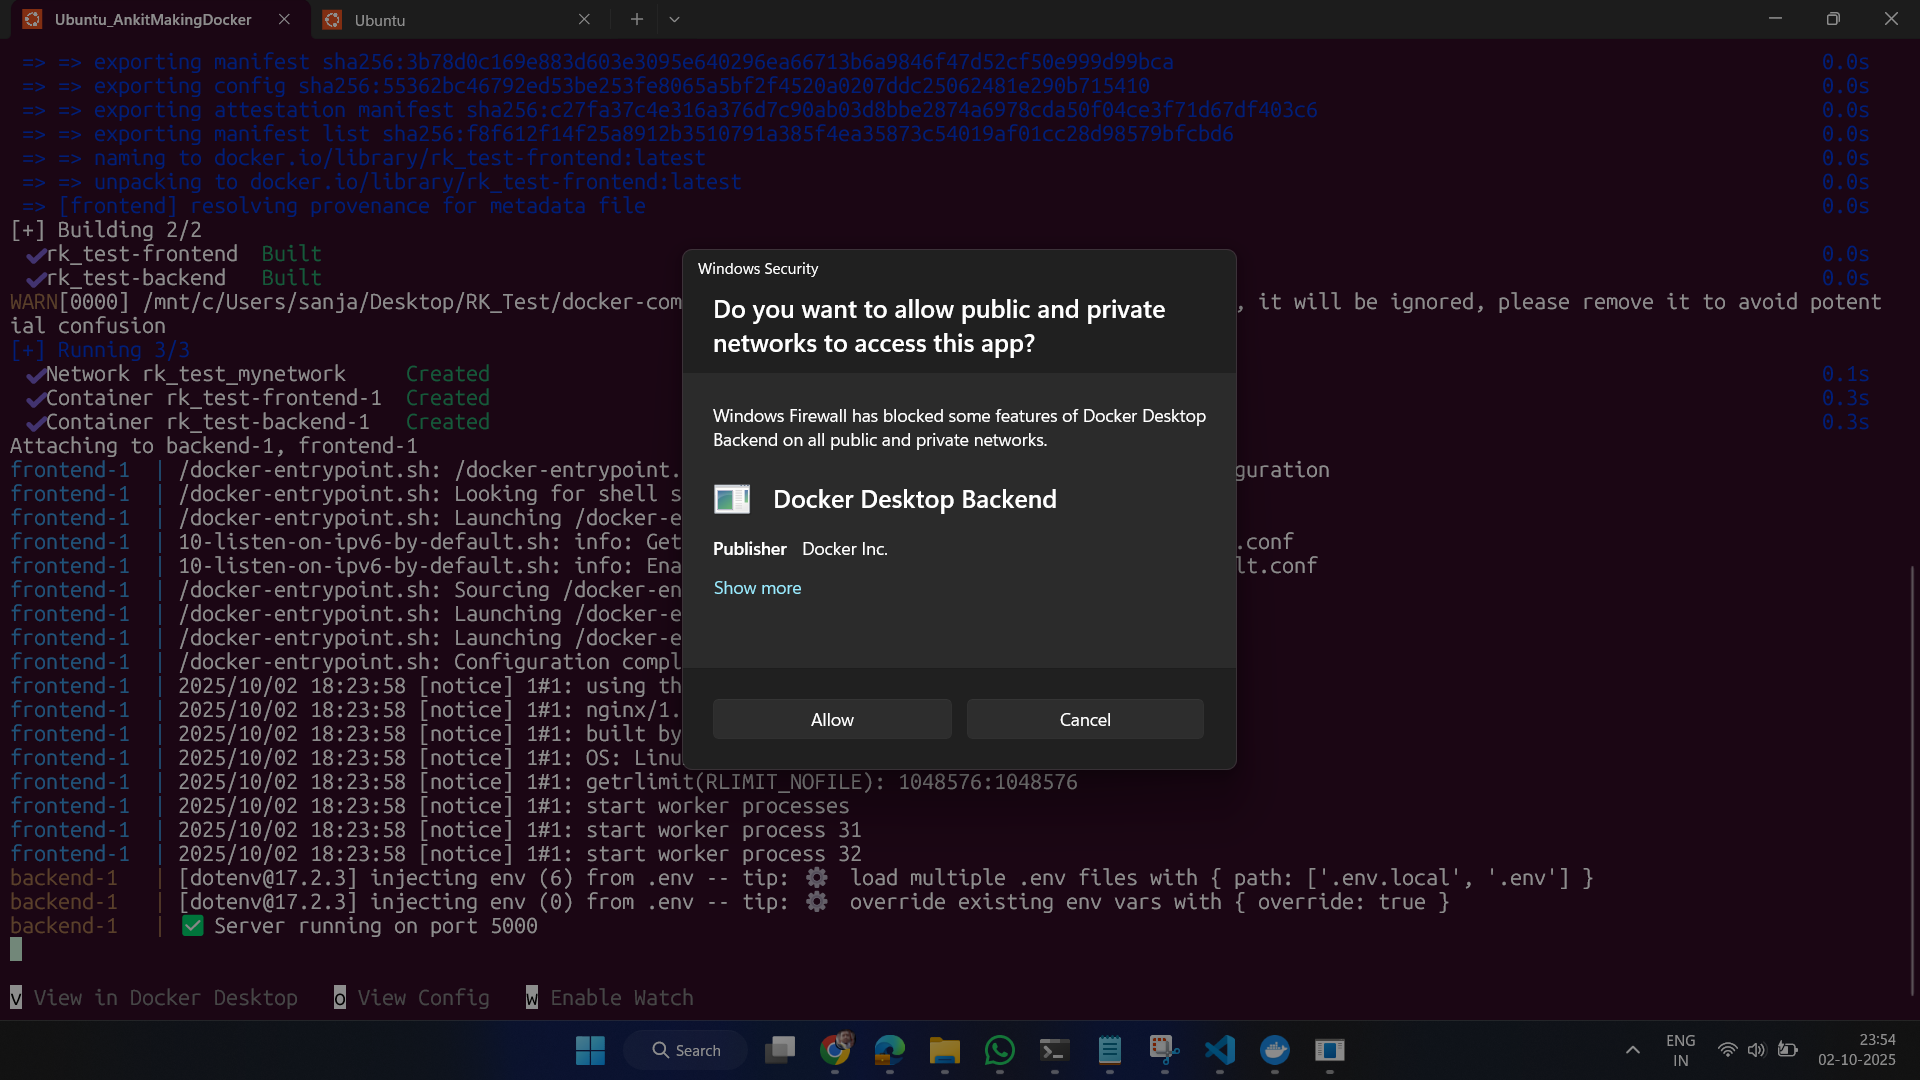 Ubuntu_AnkitMakingDocker
Ubuntu
=> => exporting manifest sha256:3b78d0c169e883d603e3095e640296ea66713b6a9846f47d52cf50e999d99bca 0.0s
=> => exporting config sha256:55362bc46792ed53be253fe8065a5bf2f4520a0207ddc25062481e290b715410 0.0s
=> => exporting attestation manifest sha256:c27fa37c4e316a376d7c90ab03d8bbe2874a6978cda50f04ce3f71d67df403c6 0.0s
=> => exporting manifest list sha256:f8f612f14f25a8912b3510791a385f4ea35873c54019af01cc28d98579bfcbd6 0.0s
=> => naming to docker.io/library/rk_test-frontend:latest 0.0s
=> => unpacking to docker.io/library/rk_test-frontend:latest 0.0s
=> [frontend] resolving provenance for metadata file 0.0s
[+] Building 2/2
✔rk_test-frontend Built 0.0s
✔rk_test-backend Built 0.0s
WARN[0000] /mnt/c/Users/sanja/Desktop/RK_Test/docker-com , it will be ignored, please remove it to avoid potent
ial confusion
[+] Running 3/3
✔Network rk_test_mynetwork Created 0.1s
✔Container rk_test-frontend-1 Created 0.3s
✔Container rk_test-backend-1 Created 0.3s
Attaching to backend-1, frontend-1
frontend-1 | /docker-entrypoint.sh: /docker-entrypoint. guration
frontend-1 | /docker-entrypoint.sh: Looking for shell s
frontend-1 | /docker-entrypoint.sh: Launching /docker-e
frontend-1 | 10-listen-on-ipv6-by-default.sh: info: Get .conf
frontend-1 | 10-listen-on-ipv6-by-default.sh: info: Ena lt.conf
frontend-1 | /docker-entrypoint.sh: Sourcing /docker-en
frontend-1 | /docker-entrypoint.sh: Launching /docker-e
frontend-1 | /docker-entrypoint.sh: Launching /docker-e
frontend-1 | /docker-entrypoint.sh: Configuration compl
frontend-1 | 2025/10/02 18:23:58 [notice] 1#1: using th
frontend-1 | 2025/10/02 18:23:58 [notice] 1#1: nginx/1.
frontend-1 | 2025/10/02 18:23:58 [notice] 1#1: built by
frontend-1 | 2025/10/02 18:23:58 [notice] 1#1: OS: Linu
frontend-1 | 2025/10/02 18:23:58 [notice] 1#1: getrlimit(RLIMIT_NOFILE): 1048576:1048576
frontend-1 | 2025/10/02 18:23:58 [notice] 1#1: start worker processes
frontend-1 | 2025/10/02 18:23:58 [notice] 1#1: start worker process 31
frontend-1 | 2025/10/02 18:23:58 [notice] 1#1: start worker process 32
backend-1 | [dotenv@17.2.3] injecting env (6) from .env -- tip: ⚙ load multiple .env files with { path: ['.env.local', '.env'] }
backend-1 | [dotenv@17.2.3] injecting env (0) from .env -- tip: ⚙ override existing env vars with { override: true }
backend-1 | ✅ Server running on port 5000
v View in Docker Desktop o View Config w Enable Watch
Windows Security
Do you want to allow public and private
networks to access this app?
Windows Firewall has blocked some features of Docker Desktop
Backend on all public and private networks.
Docker Desktop Backend
Publisher Docker Inc.
Show more
Allow
Cancel
Search
ENG
IN
23:54
02-10-2025